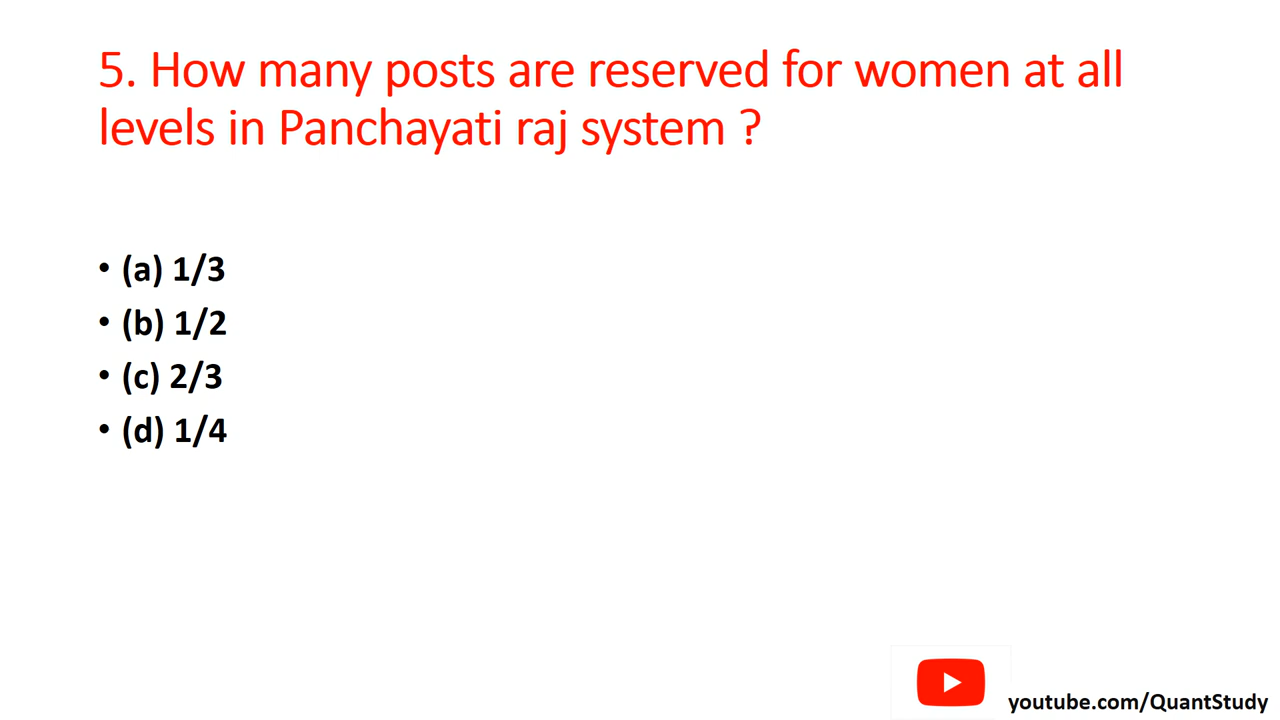 5. How many posts are reserved for women at all
levels in Panchayati raj system ?
• (a) 1/3
• (b) 1/2
• (c) 2/3
• (d) 1/4
youtube.com/QuantStudy